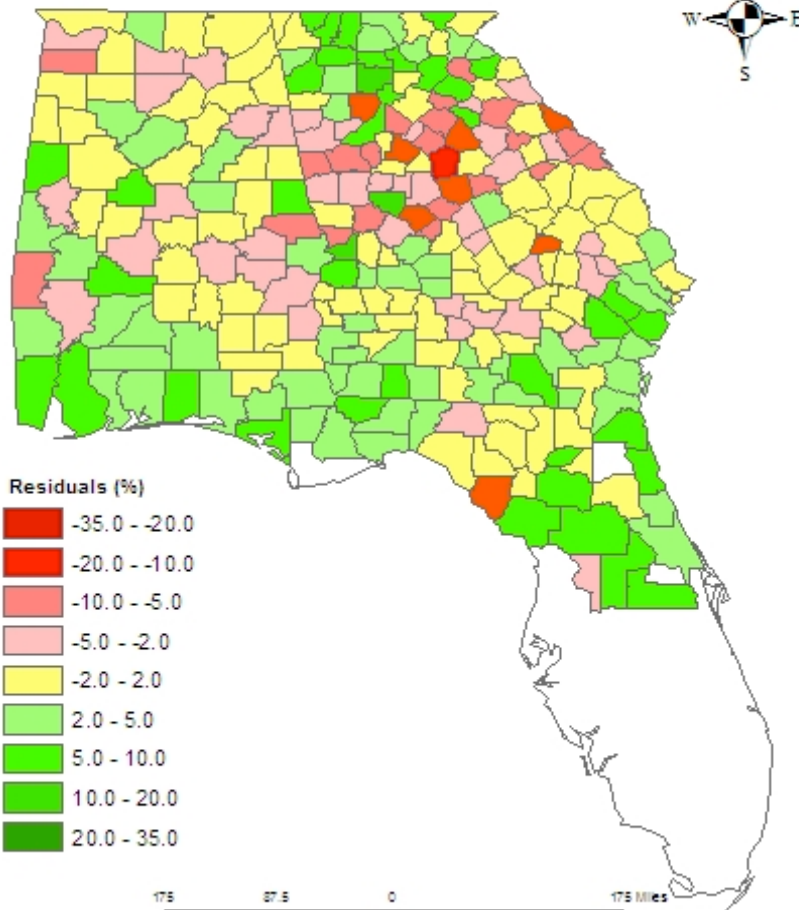 W E
S
Residuals (%)
-35.0 - -20.0
-20.0 - -10.0
-10.0 - -5.0
-5.0 - -2.0
-2.0 - 2.0
2.0 - 5.0
5.0 - 10.0
10.0 - 20.0
20.0 - 35.0
175 87.5 0 175 Miles